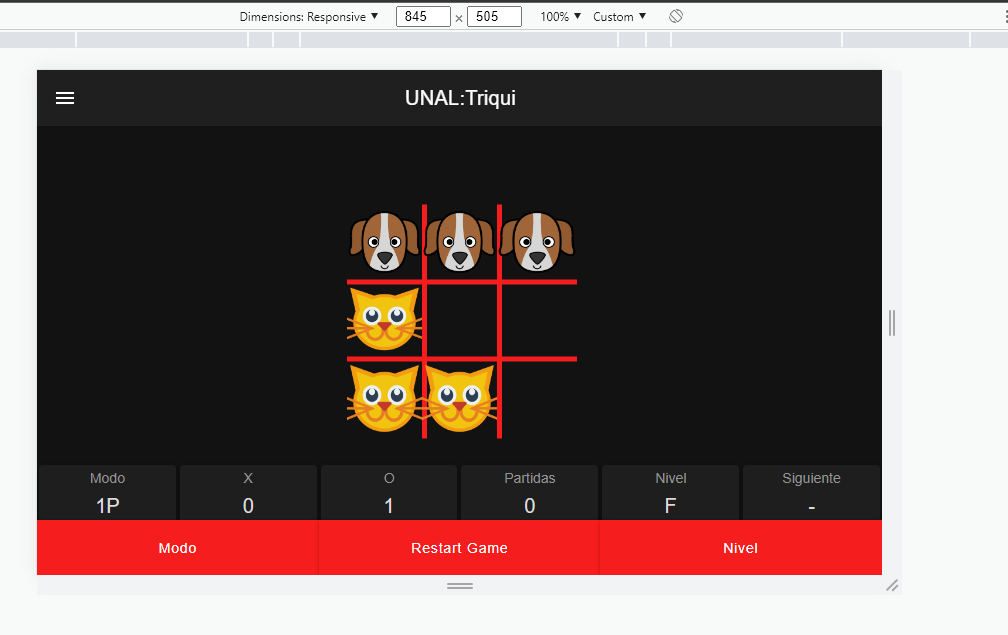 Dimensions: Responsive ▼ 845 × 505 100% ▼ Custom ▼
UNAL:Triqui
Modo X O Partidas Nivel Siguiente
1P 0 1 0 F -
Modo Restart Game Nivel